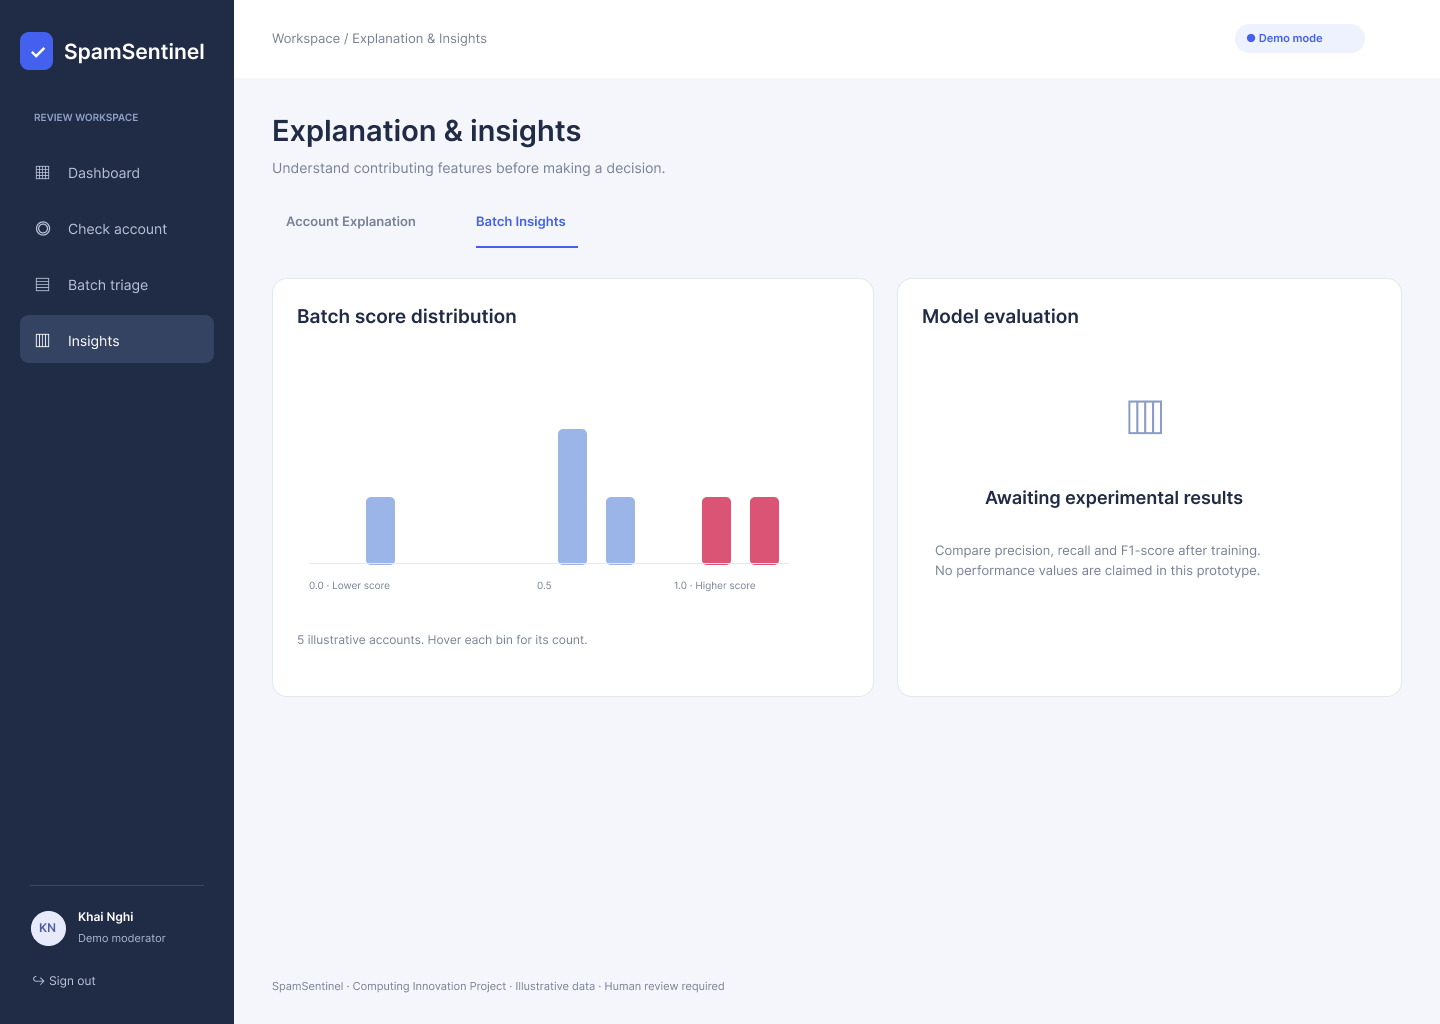 SpamSentinel
REVIEW WORKSPACE
Dashboard
Check account
Batch triage
Insights
KN
Khai Nghi
Demo moderator
↪ Sign out
Workspace / Explanation & Insights
Demo mode
Explanation & insights
Understand contributing features before making a decision.
Account Explanation
Batch Insights
Batch score distribution
0.0 · Lower score
0.5
1.0 · Higher score
5 illustrative accounts. Hover each bin for its count.
Model evaluation
Awaiting experimental results
Compare precision, recall and F1-score after training.
No performance values are claimed in this prototype.
SpamSentinel · Computing Innovation Project · Illustrative data · Human review required